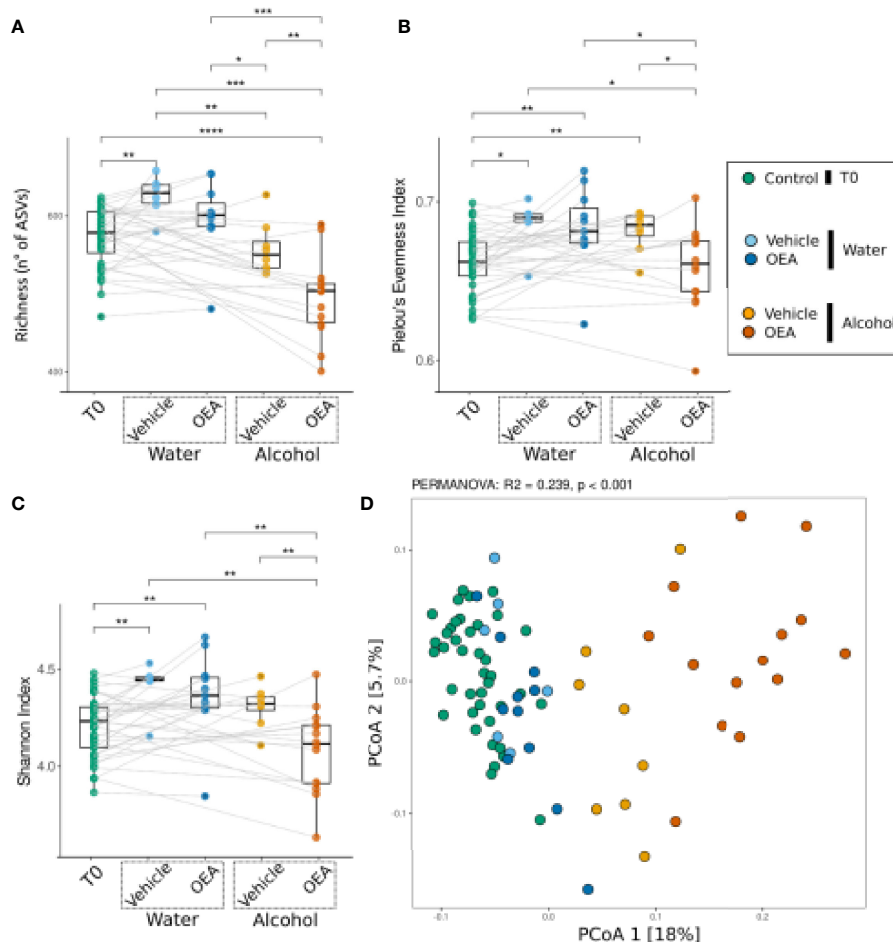 A
***
**
*
***
**
****
**
Richness (n° of ASVs)
600
400
T0
Vehicle
OEA
Vehicle
OEA
Water
Alcohol
B
*
*
*
**
**
*
Pielou's Evenness Index
0.7
0.6
T0
Vehicle
OEA
Vehicle
OEA
Water
Alcohol
Control T0
Vehicle
OEA
Water
Vehicle
OEA
Alcohol
C
**
**
**
**
**
Shannon Index
4.5
4.0
T0
Vehicle
OEA
Vehicle
OEA
Water
Alcohol
D
PERMANOVA: R2 = 0.239, p < 0.001
PCoA 2 [5.7%]
0.1
0.0
-0.1
-0.1
0.0
0.1
0.2
PCoA 1 [18%]